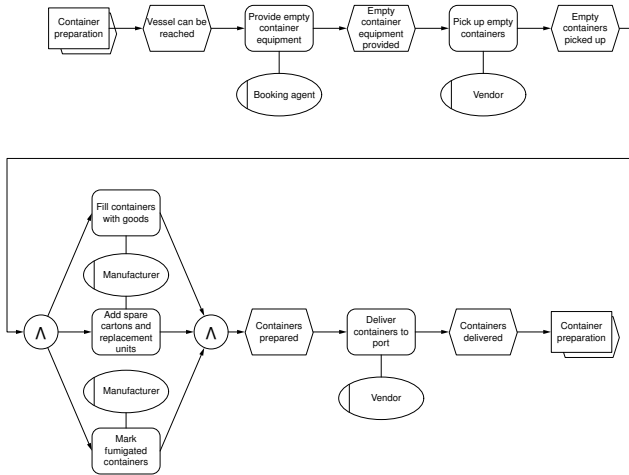 Container
preparation
Vessel can be
reached
Provide empty
container
equipment
Empty
container
equipment
provided
Pick up empty
containers
Empty
containers
picked up
Booking agent
Vendor
Fill containers
with goods
Manufacturer
Λ
Add spare
cartons and
replacement
units
Λ
Containers
prepared
Deliver
containers to
port
Containers
delivered
Container
preparation
Manufacturer
Vendor
Mark
fumigated
containers